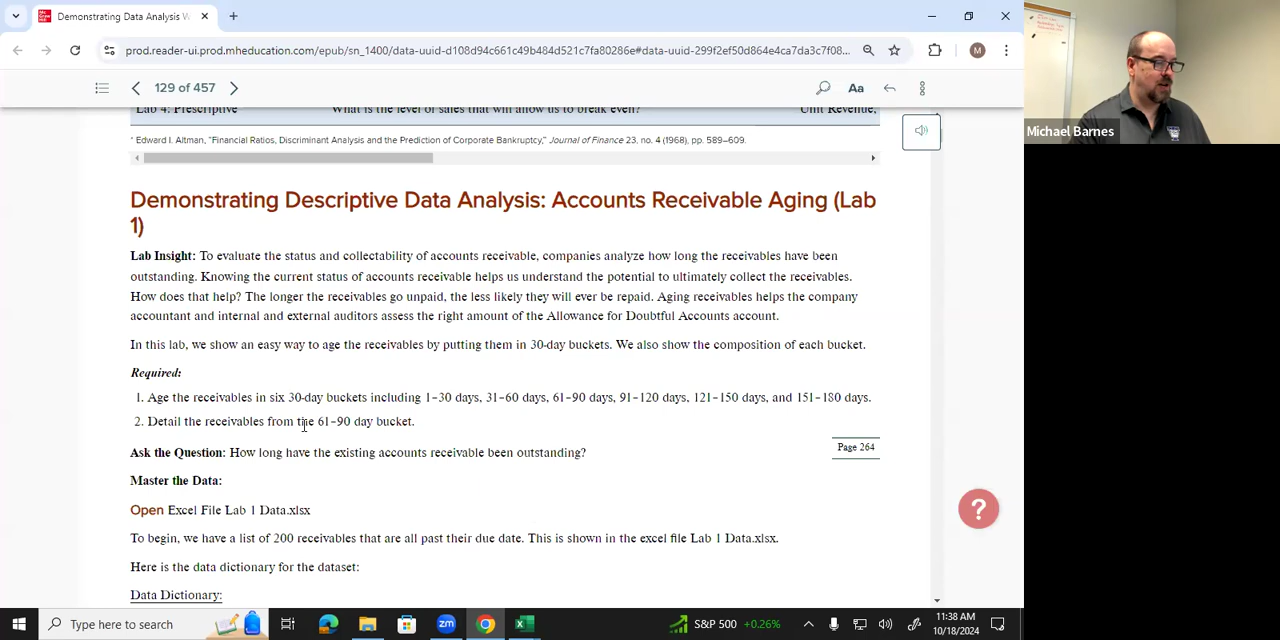 Demonstrating Data Analysis W
prod.reader-ui.prod.mheducation.com/epub/sn_1400/data-uuid-d108d94c661c49b484d521c7fa80286e#data-uuid-299f2ef50d864e4ca7da3c7f08...
M
129 of 457
Aa
Lab 4: Prescriptive What is the level of sales that will allow us to break even? Unit Revenue,
* Edward I. Altman, "Financial Ratios, Discriminant Analysis and the Prediction of Corporate Bankruptcy," Journal of Finance 23, no. 4 (1968), pp. 589–609.
Demonstrating Descriptive Data Analysis: Accounts Receivable Aging (Lab
1)
Lab Insight: To evaluate the status and collectability of accounts receivable, companies analyze how long the receivables have been
outstanding. Knowing the current status of accounts receivable helps us understand the potential to ultimately collect the receivables.
How does that help? The longer the receivables go unpaid, the less likely they will ever be repaid. Aging receivables helps the company
accountant and internal and external auditors assess the right amount of the Allowance for Doubtful Accounts account.
In this lab, we show an easy way to age the receivables by putting them in 30-day buckets. We also show the composition of each bucket.
Required:
1. Age the receivables in six 30-day buckets including 1–30 days, 31–60 days, 61–90 days, 91–120 days, 121–150 days, and 151–180 days.
2. Detail the receivables from the 61–90 day bucket.
Ask the Question: How long have the existing accounts receivable been outstanding?
Page 264
Master the Data:
Open Excel File Lab 1 Data.xlsx
To begin, we have a list of 200 receivables that are all past their due date. This is shown in the excel file Lab 1 Data.xlsx.
Here is the data dictionary for the dataset:
Data Dictionary:
?
Michael Barnes
Type here to search
zm
S&P 500 +0.26%
11:38 AM
10/18/2024